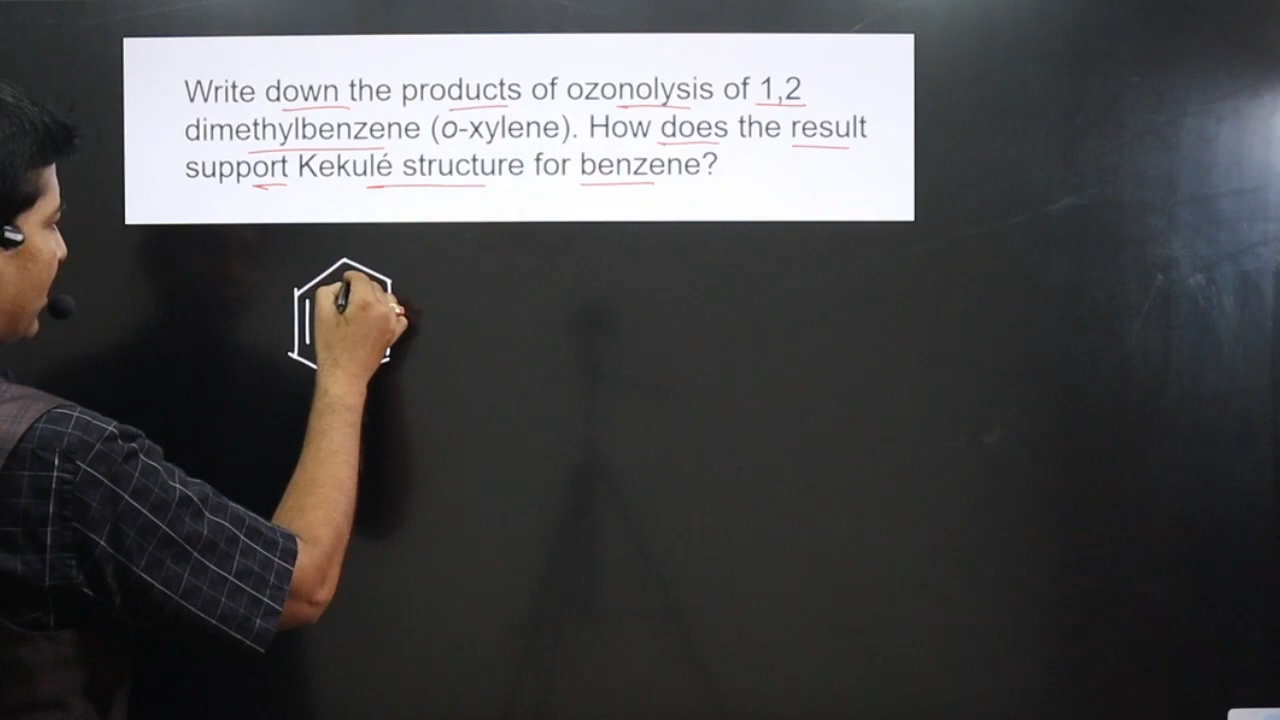 Write down the products of ozonolysis of 1,2
dimethylbenzene (o-xylene). How does the result
support Kekulé structure for benzene?